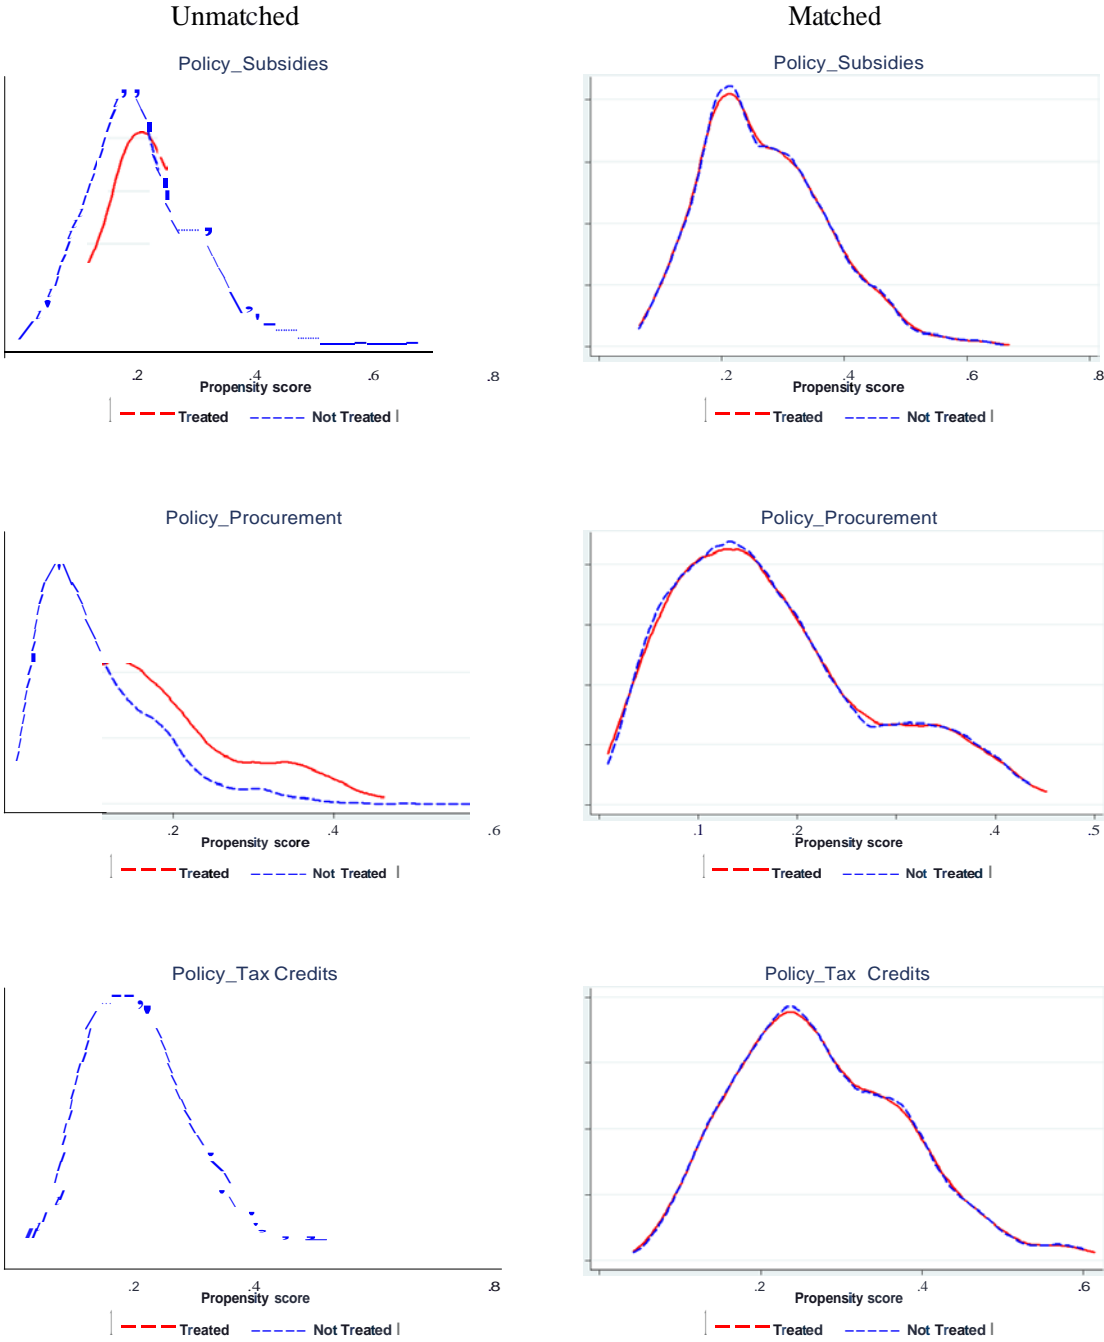 Unmatched Matched
Policy_Subsidies Policy_Subsidies
.2 .4 .6 .8 .2 .4 .6 .8
Propensity score Propensity score
Treated Not Treated Treated Not Treated
Policy_Procurement Policy_Procurement
.2 .4 .6 .1 .2 .4 .5
Propensity score Propensity score
Treated Not Treated Treated Not Treated
Policy_Tax Credits Policy_Tax Credits
.2 .4 .8 .2 .4 .6
Propensity score Propensity score
Treated Not Treated Treated Not Treated